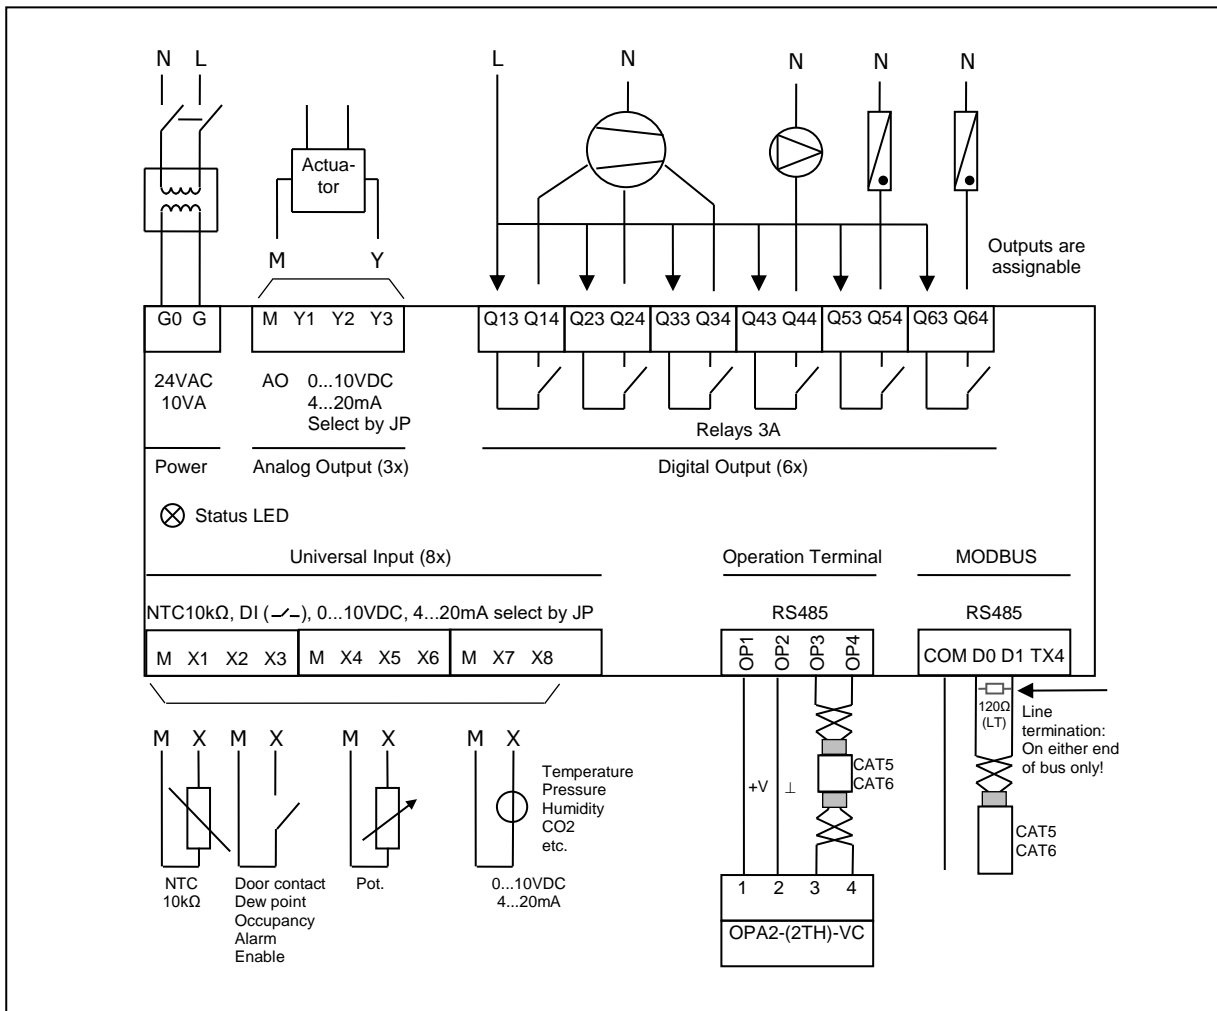 N L L N N N N
Actua-
tor
M Y
Outputs are
assignable
G0 G M Y1 Y2 Y3 Q13 Q14 Q23 Q24 Q33 Q34 Q43 Q44 Q53 Q54 Q63 Q64
24VAC
10VA
AO 0...10VDC
4...20mA
Select by JP
Relays 3A
Power Analog Output (3x) Digital Output (6x)
Status LED
Universal Input (8x) Operation Terminal MODBUS
NTC10kΩ, DI ( ), 0...10VDC, 4...20mA select by JP RS485 RS485
M X1 X2 X3 M X4 X5 X6 M X7 X8 OP1 OP2 OP3 OP4 COM D0 D1 TX4
120Ω
(LT)
Line
termination:
On either end
of bus only!
M X M X M X M X
Temperature
Pressure
Humidity
CO2
etc.
+V ⊥
CAT5
CAT6
CAT5
CAT6
NTC
10kΩ
Door contact
Dew point
Occupancy
Alarm
Enable
Pot.
0...10VDC
4...20mA
1 2 3 4
OPA2-(2TH)-VC